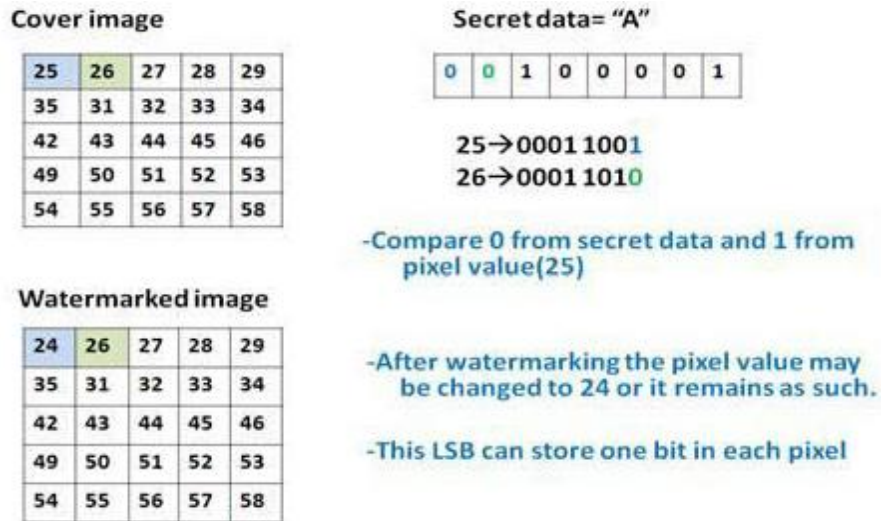 Cover image
25 26 27 28 29
35 31 32 33 34
42 43 44 45 46
49 50 51 52 53
54 55 56 57 58
Watermarked image
24 26 27 28 29
35 31 32 33 34
42 43 44 45 46
49 50 51 52 53
54 55 56 57 58
Secret data= “A”
0 0 1 0 0 0 0 1
25→0001 1001
26→0001 1010
-Compare 0 from secret data and 1 from
pixel value(25)
-After watermarking the pixel value may
be changed to 24 or it remains as such.
-This LSB can store one bit in each pixel